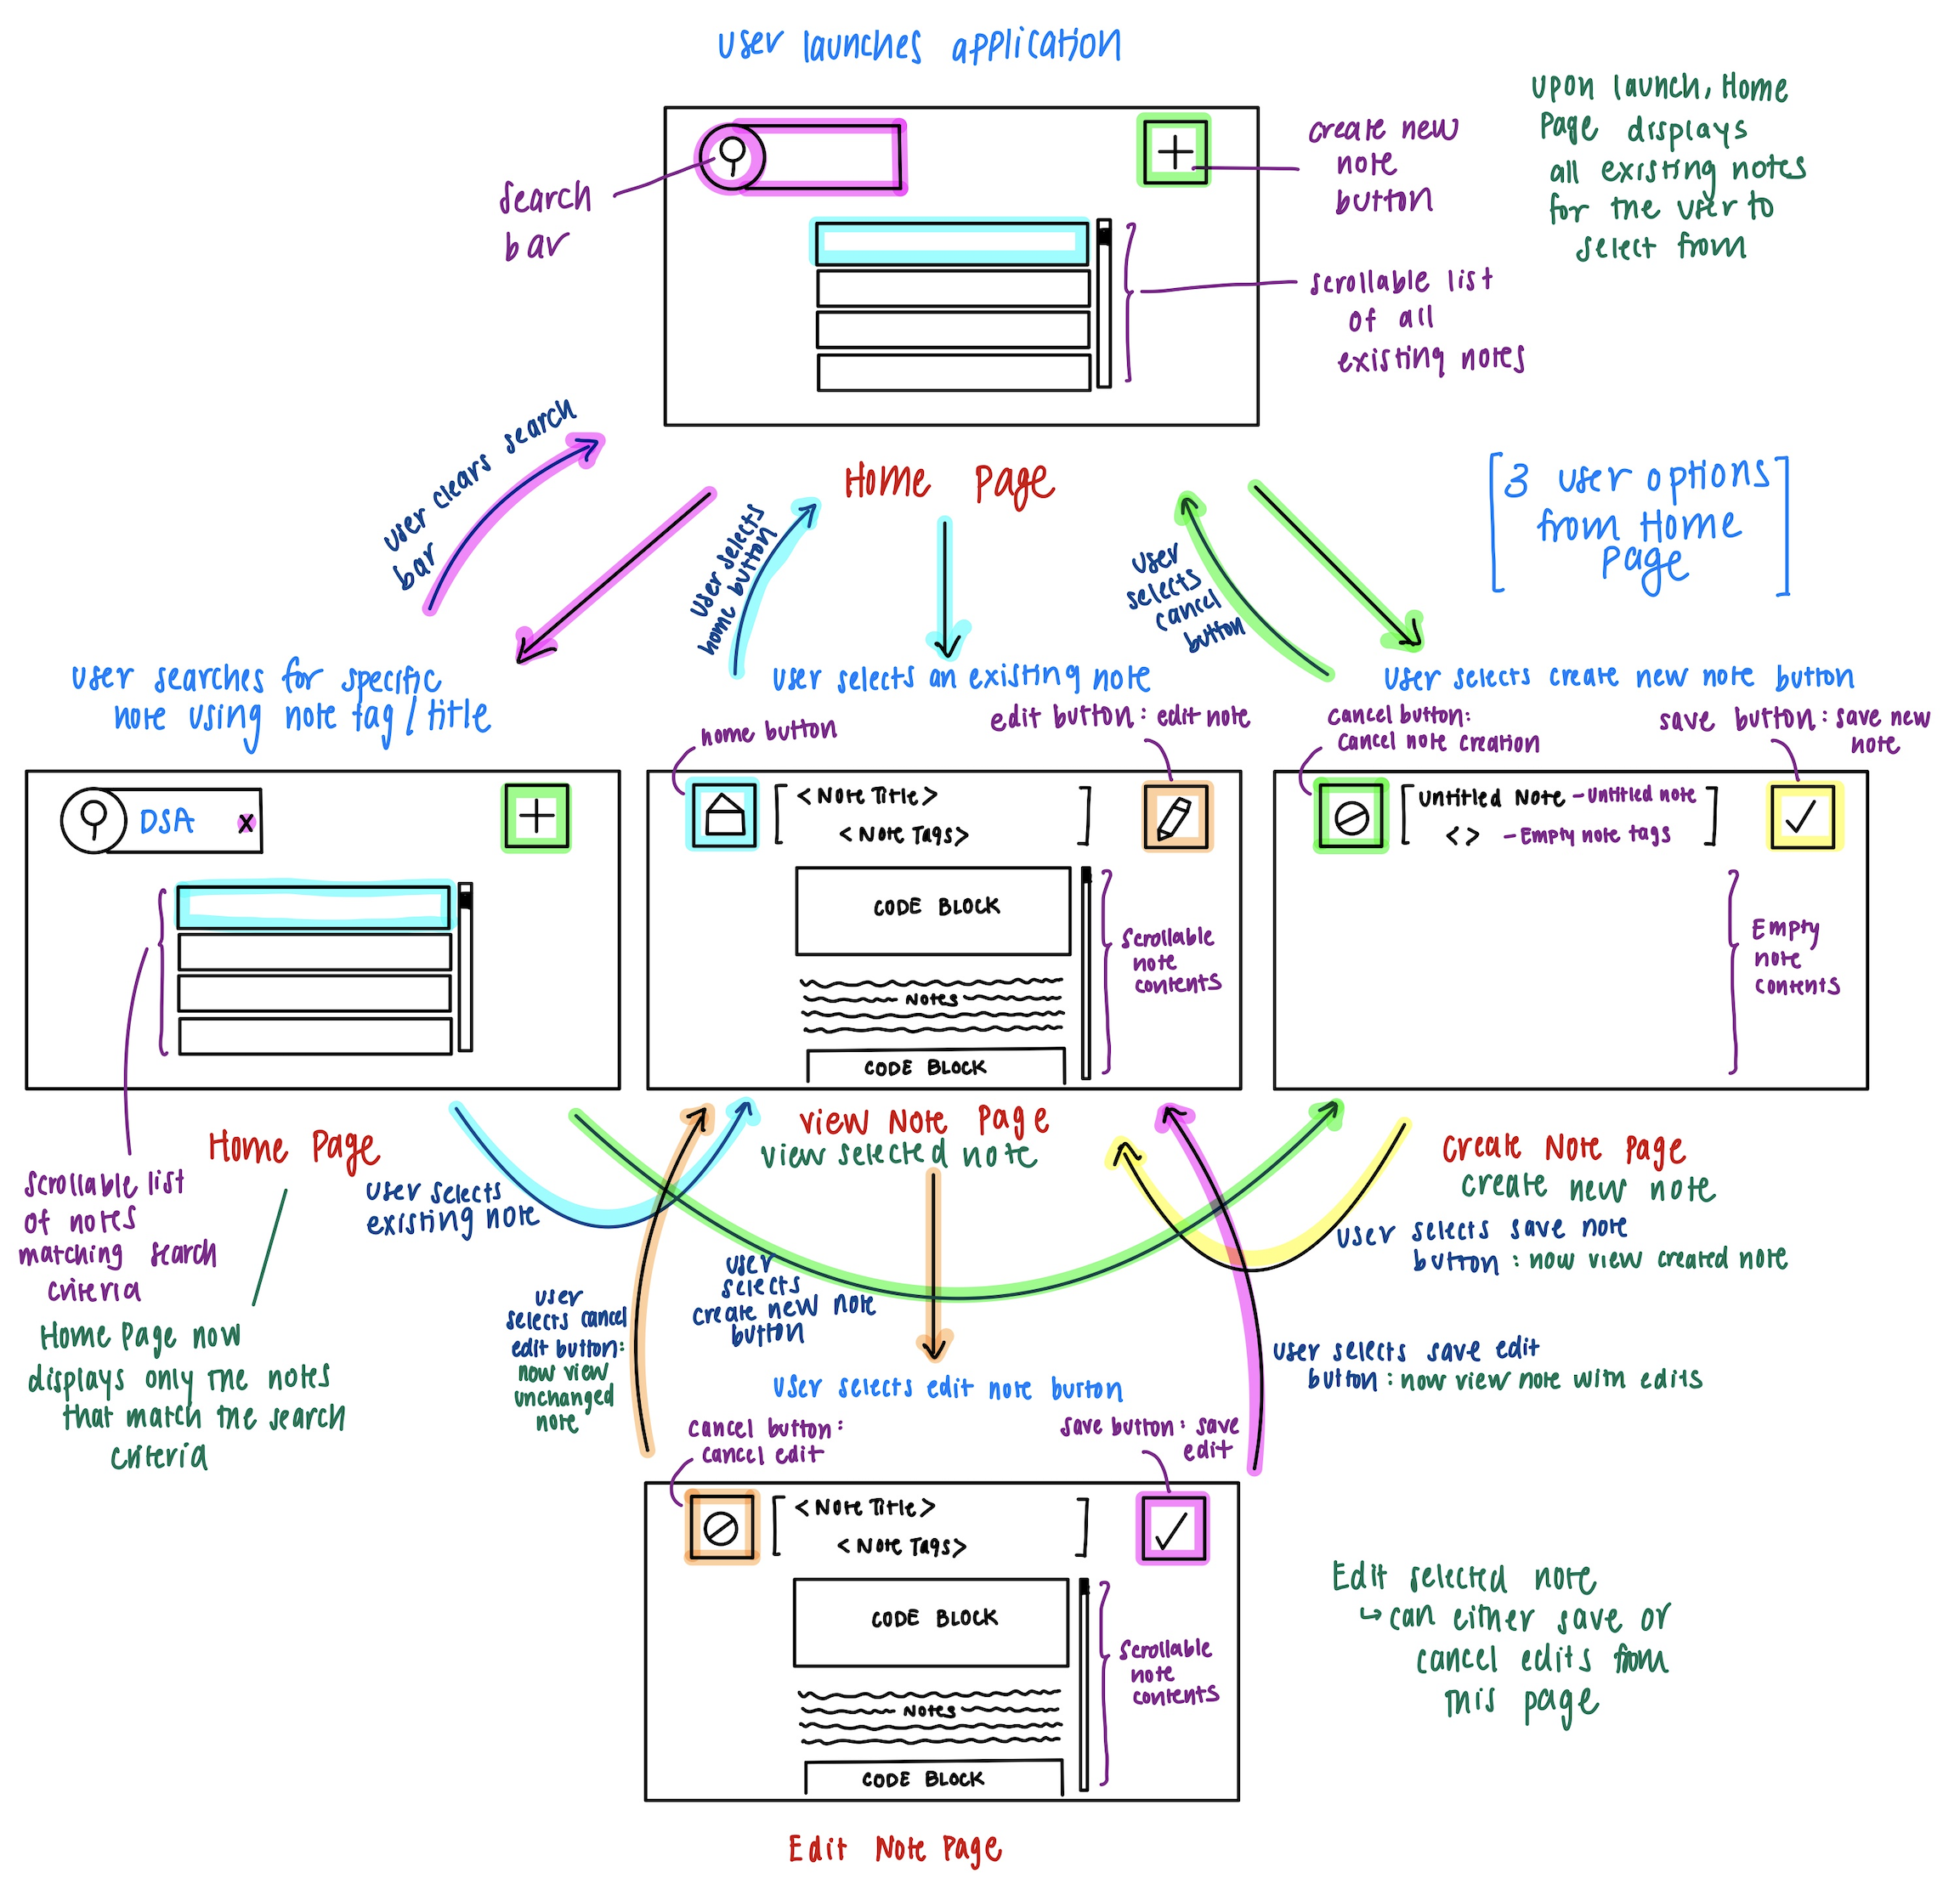 User launches application
Upon launch, Home
Page displays
all existing notes
for the user to
select from
search
bar
create new
note
button
scrollable list
of all
existing notes
Home Page
[3 user options
from Home
Page]
user clears search
bar
User selects
home button
User
selects
cancel
button
User searches for specific
note using note tag/title
User selects an existing note
User selects create new note button
home button
edit button: edit note
cancel button:
cancel note creation
save button: save new
note
DSA x
+
[<Note Title>
<Note Tags>]
CODE BLOCK
Notes
CODE BLOCK
scrollable
note
contents
[Untitled Note - Untitled note
<> - Empty note tags]
Empty
note
contents
Home Page
View Note Page
view selected note
Create Note Page
create new note
scrollable list
of notes
matching search
criteria
Home Page now
displays only the notes
that match the search
criteria
User selects
existing note
User
selects cancel
edit button:
now view
unchanged
note
User
selects
create new note
button
User selects save note
button: now view created note
User selects save edit
button: now view note with edits
User selects edit note button
cancel button:
cancel edit
save button: save
edit
[<Note Title>
<Note Tags>]
CODE BLOCK
Notes
CODE BLOCK
scrollable
note
contents
Edit selected note
↳ can either save or
cancel edits from
this page
Edit Note Page